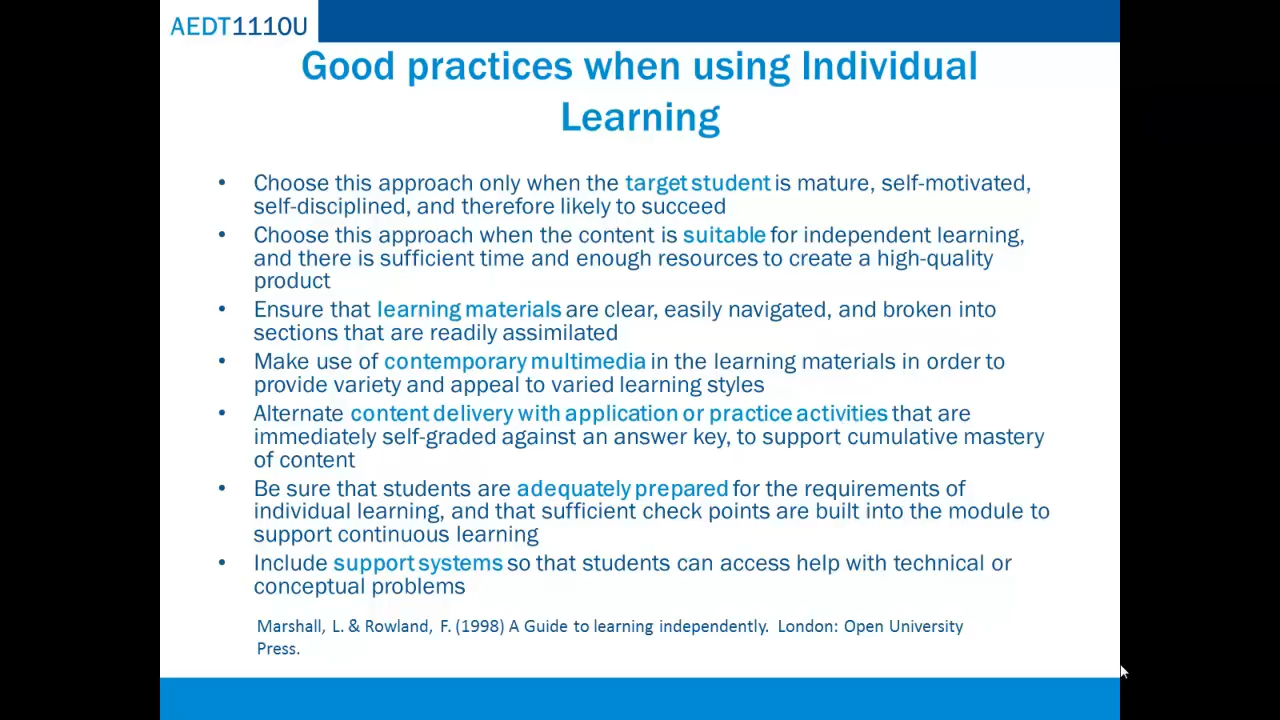 AEDT1110U
Good practices when using Individual
Learning
• Choose this approach only when the target student is mature, self-motivated,
self-disciplined, and therefore likely to succeed
• Choose this approach when the content is suitable for independent learning,
and there is sufficient time and enough resources to create a high-quality
product
• Ensure that learning materials are clear, easily navigated, and broken into
sections that are readily assimilated
• Make use of contemporary multimedia in the learning materials in order to
provide variety and appeal to varied learning styles
• Alternate content delivery with application or practice activities that are
immediately self-graded against an answer key, to support cumulative mastery
of content
• Be sure that students are adequately prepared for the requirements of
individual learning, and that sufficient check points are built into the module to
support continuous learning
• Include support systems so that students can access help with technical or
conceptual problems
Marshall, L. & Rowland, F. (1998) A Guide to learning independently. London: Open University
Press.